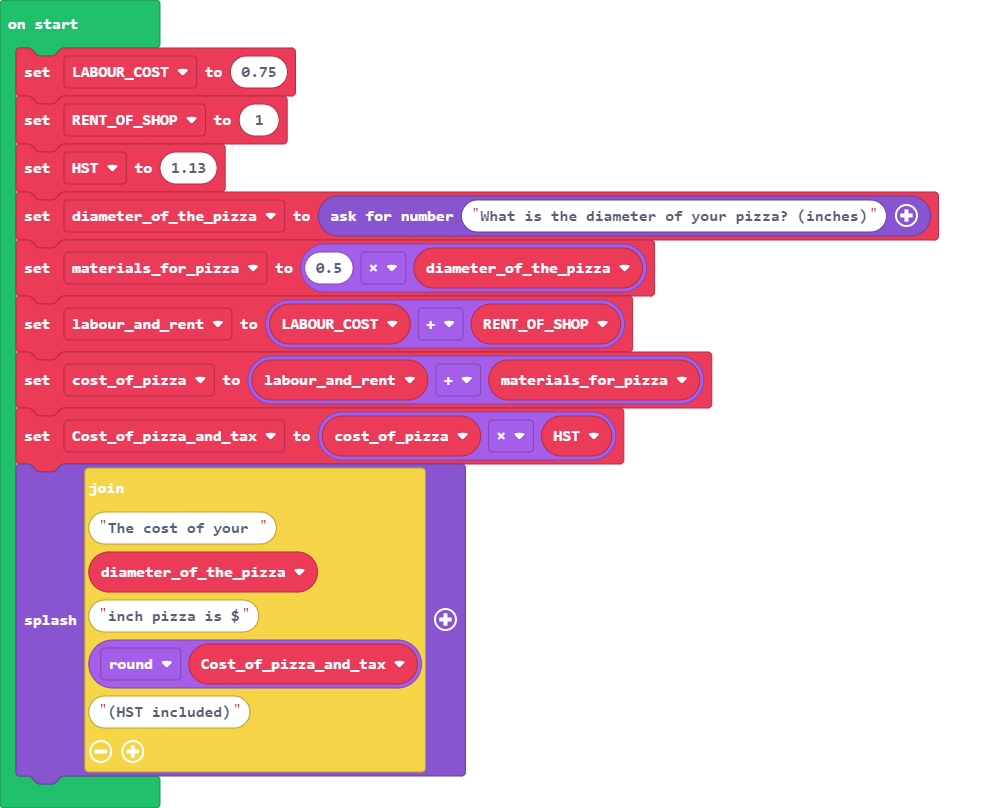 on start
set LABOUR_COST to 0.75
set RENT_OF_SHOP to 1
set HST to 1.13
set diameter_of_the_pizza to ask for number "What is the diameter of your pizza? (inches)"
set materials_for_pizza to 0.5 × diameter_of_the_pizza
set labour_and_rent to LABOUR_COST + RENT_OF_SHOP
set cost_of_pizza to labour_and_rent + materials_for_pizza
set Cost_of_pizza_and_tax to cost_of_pizza × HST
join
"The cost of your "
diameter_of_the_pizza
"inch pizza is $"
splash
round Cost_of_pizza_and_tax
"(HST included)"